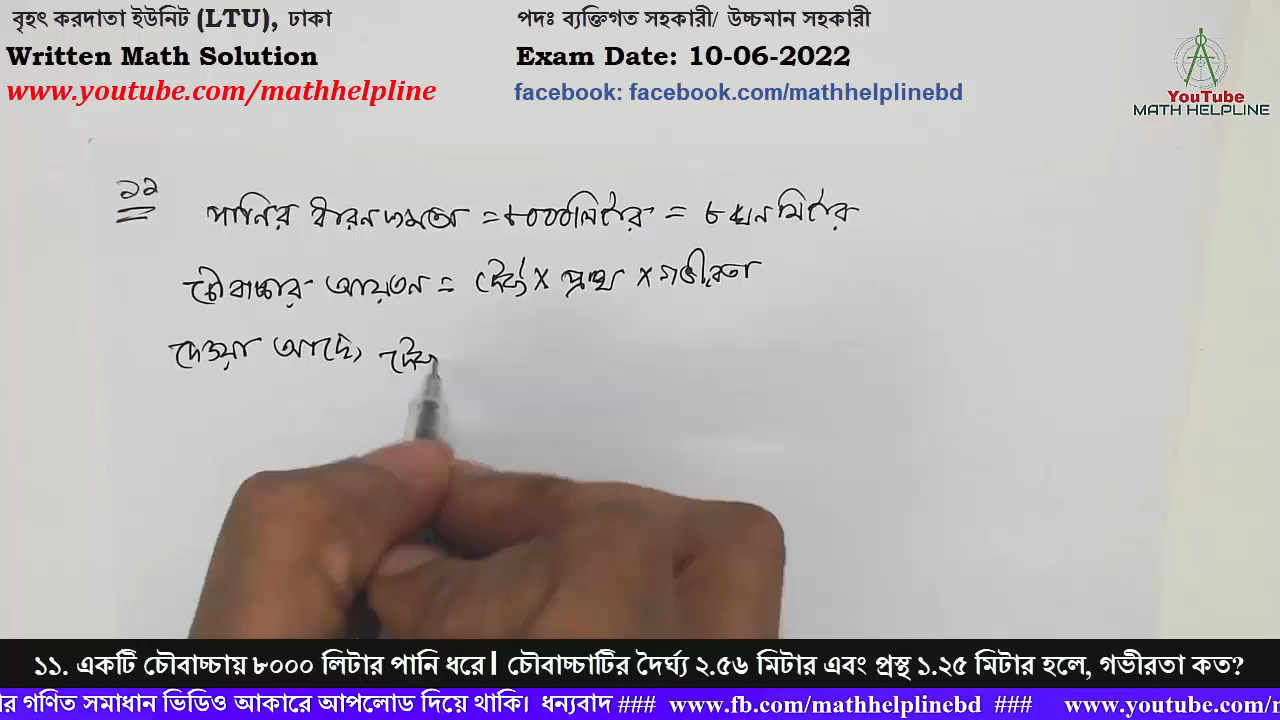 বৃহৎ করদাতা ইউনিট (LTU), ঢাকা
পদঃ ব্যক্তিগত সহকারী/ উচ্চমান সহকারী
Written Math Solution
Exam Date: 10-06-2022
www.youtube.com/mathhelpline
facebook: facebook.com/mathhelplinebd
YouTube
MATH HELPLINE
১১
পানির ধারন ক্ষমতা = ৮০০০লিটার = ৮ ঘন মিটার
চৌবাচ্চার আয়তন = দৈর্ঘ্য × প্রস্থ × গভীরতা
দেওয়া আছে,
১১. একটি চৌবাচ্চায় ৮০০০ লিটার পানি ধরে। চৌবাচ্চাটির দৈর্ঘ্য ২.৫৬ মিটার এবং প্রস্থ ১.২৫ মিটার হলে, গভীরতা কত?
র গণিত সমাধান ভিডিও আকারে আপলোড দিয়ে থাকি। ধন্যবাদ ### www.fb.com/mathhelplinebd ### www.youtube.com/